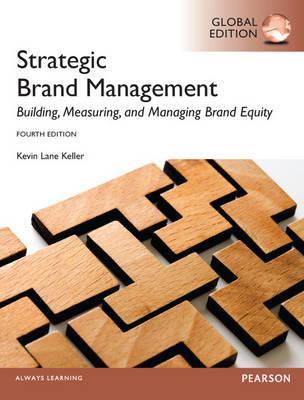 GLOBAL
EDITION
Strategic
Brand Management
Building, Measuring, and Managing Brand Equity
FOURTH EDITION
Kevin Lane Keller
ALWAYS LEARNING
PEARSON